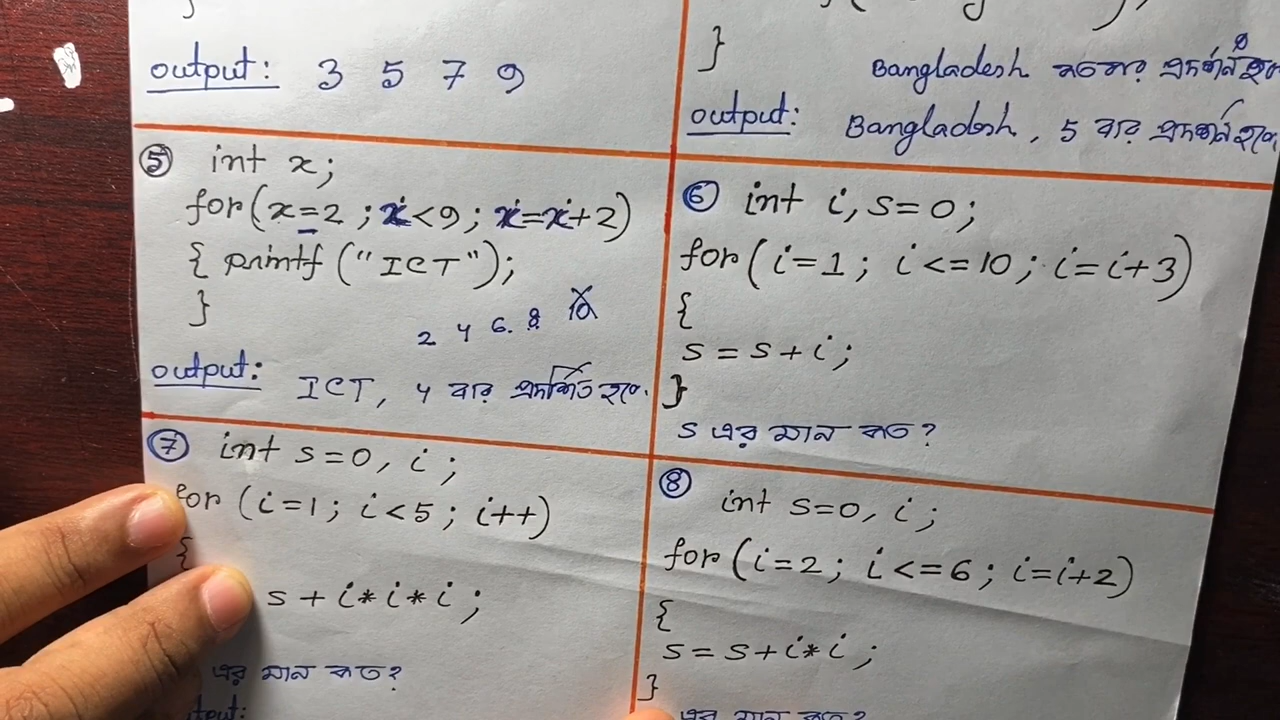 }
output: 3 5 7 9
}
Bangladesh কতবার
output: Bangladesh, 5 বার প্রদর্শিত হবে.
⑤ int x;
for(x=2 ; x<9; x=x+2)
{ printf ("ICT");
}
2 4 6. 8 10
output: ICT, 4 বার প্রদর্শিত হবে.
⑥ int i, s=0;
for(i=1; i<=10; i=i+3)
{
s=s+i;
}
s এর মান কত?
⑦ int s=0, i;
for (i=1; i<5; i++)
{
s+i*i*i;
এর মান কত?
⑧ int s=0, i;
for(i=2; i<=6; i=i+2)
{
s=s+i*i;
}
এর মান কত?